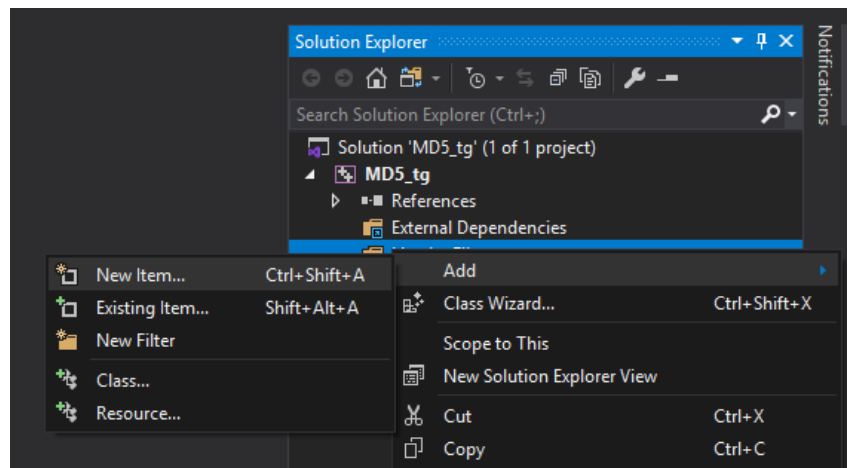 Solution Explorer
Notifications
Search Solution Explorer (Ctrl+;)
Solution 'MD5_tg' (1 of 1 project)
MD5_tg
References
External Dependencies
New Item... Ctrl+Shift+A
Existing Item... Shift+Alt+A
New Filter
Class...
Resource...
Add
Class Wizard... Ctrl+Shift+X
Scope to This
New Solution Explorer View
Cut Ctrl+X
Copy Ctrl+C